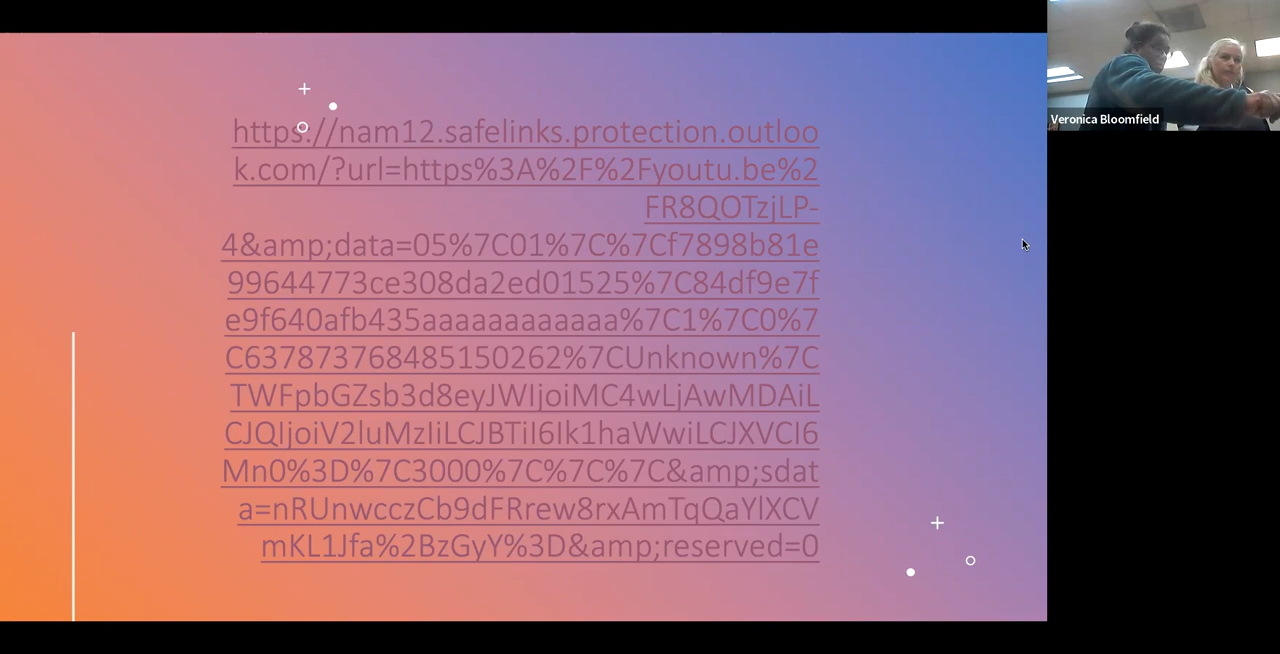 https://nam12.safelinks.protection.outloo
k.com/?url=https%3A%2F%2Fyoutu.be%2
FR8QOTzjLP-
4&amp;data=05%7C01%7C%7Cf7898b81e
99644773ce308da2ed01525%7C84df9e7f
e9f640afb435aaaaaaaaaaaa%7C1%7C0%7
C637873768485150262%7CUnknown%7C
TWFpbGZsb3d8eyJWIjoiMC4wLjAwMDAiL
CJQIjoiV2luMzIiLCJBTiI6Ik1haWwiLCJXVCI6
Mn0%3D%7C3000%7C%7C%7C&amp;sdat
a=nRUnwcczCb9dFRrew8rxAmTqQaYlXCV
mKL1Jfa%2BzGyY%3D&amp;reserved=0
Veronica Bloomfield